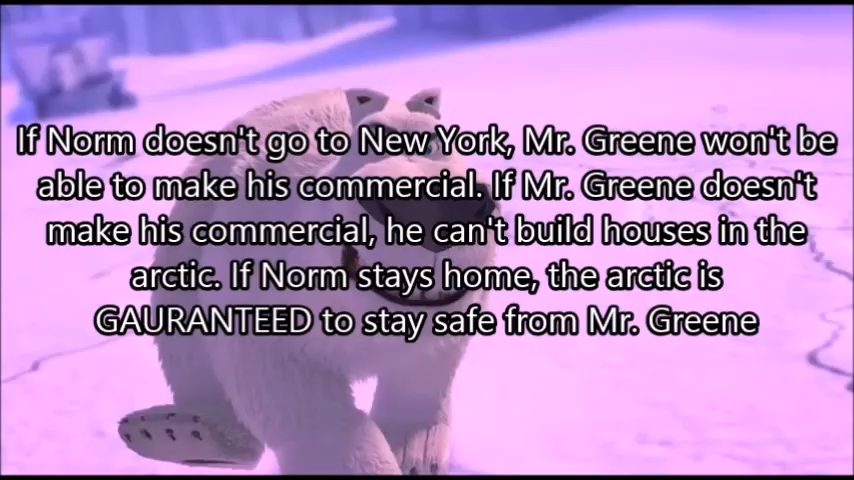 If Norm doesn't go to New York, Mr. Greene won't be
able to make his commercial. If Mr. Greene doesn't
make his commercial, he can't build houses in the
arctic. If Norm stays home, the arctic is
GAURANTEED to stay safe from Mr. Greene